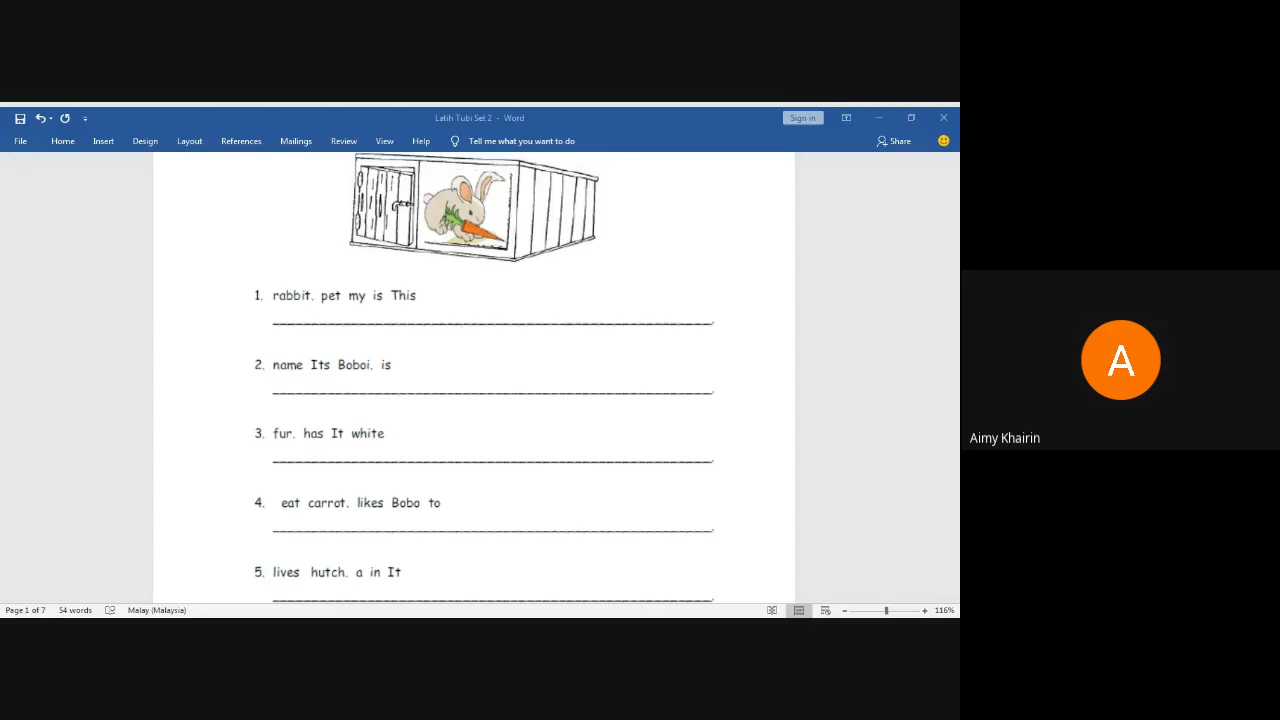 Latih Tubi Set 2 - Word
Sign in
File Home Insert Design Layout References Mailings Review View Help Tell me what you want to do Share
1. rabbit. pet my is This
2. name Its Boboi. is
3. fur. has It white
4. eat carrot. likes Bobo to
5. lives hutch. a in It
Page 1 of 7 54 words Malay (Malaysia) 116%
A
Aimy Khairin